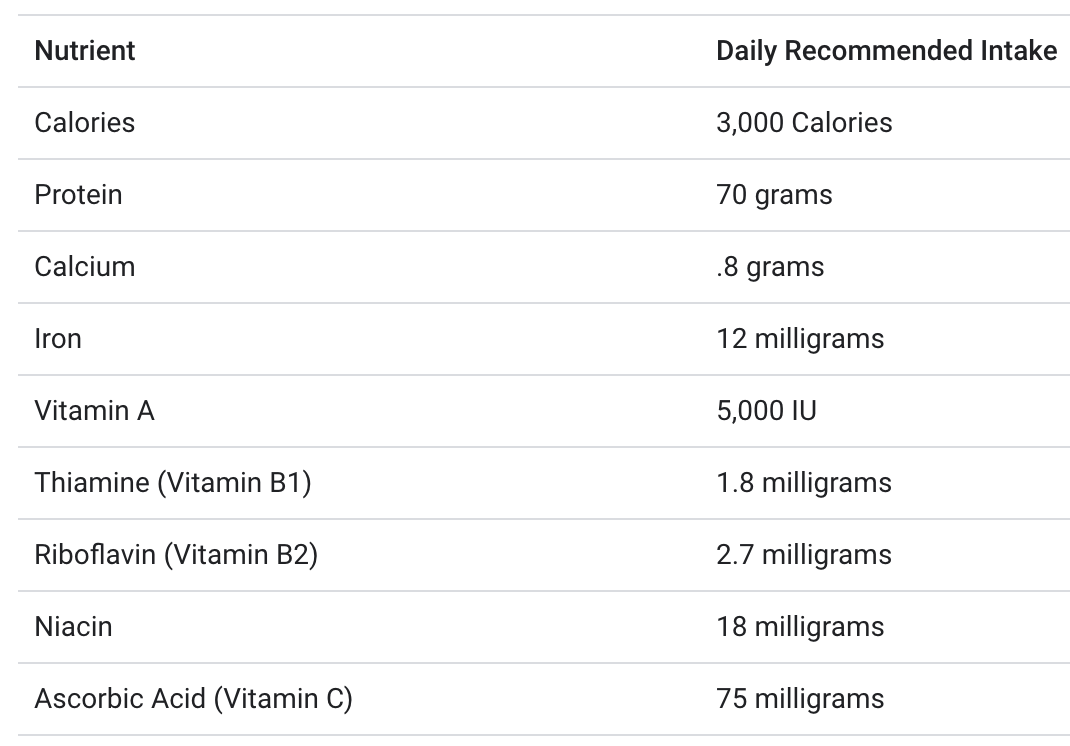 Nutrient Daily Recommended Intake
Calories 3,000 Calories
Protein 70 grams
Calcium .8 grams
Iron 12 milligrams
Vitamin A 5,000 IU
Thiamine (Vitamin B1) 1.8 milligrams
Riboflavin (Vitamin B2) 2.7 milligrams
Niacin 18 milligrams
Ascorbic Acid (Vitamin C) 75 milligrams